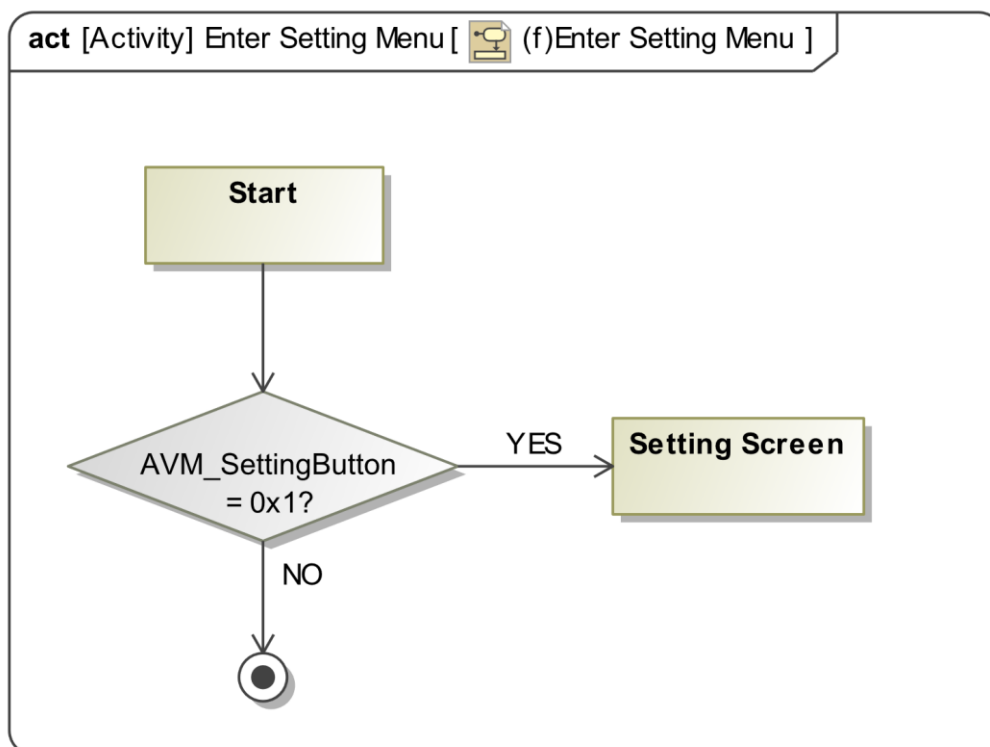 act [Activity] Enter Setting Menu [ (f)Enter Setting Menu ]
Start
AVM_SettingButton
= 0x1?
YES
Setting Screen
NO